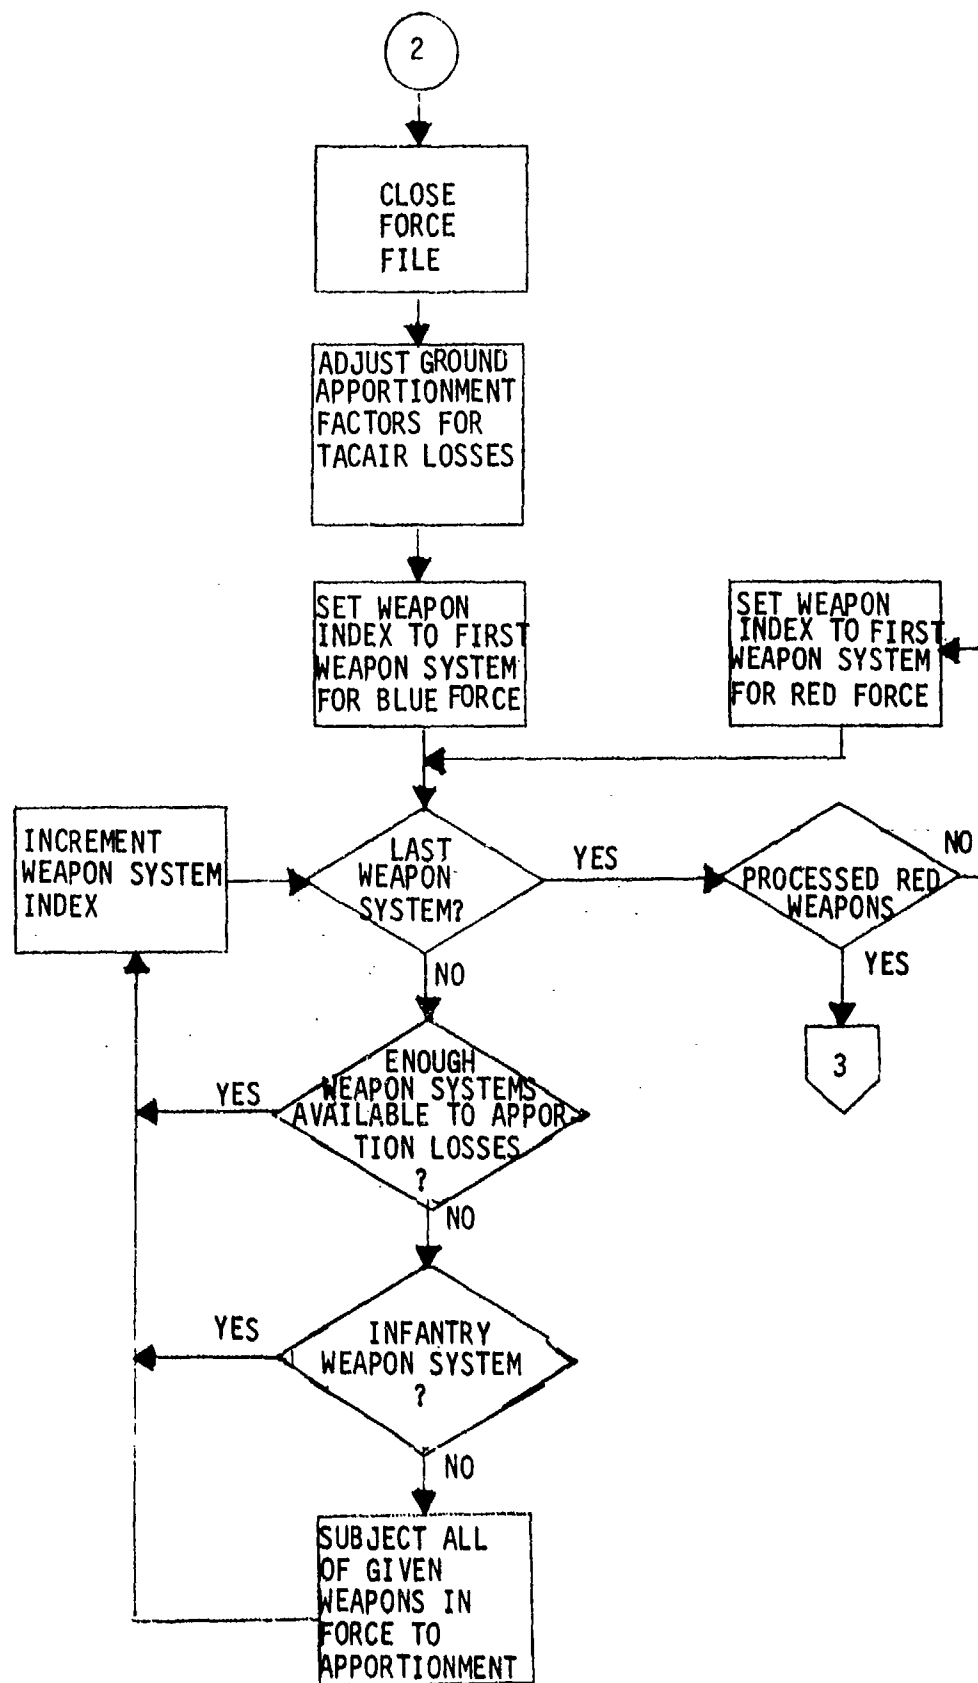 2
CLOSE
FORCE
FILE
ADJUST GROUND
APPORTIONMENT
FACTORS FOR
TACAIR LOSSES
SET WEAPON
INDEX TO FIRST
WEAPON SYSTEM
FOR BLUE FORCE
SET WEAPON
INDEX TO FIRST
WEAPON SYSTEM
FOR RED FORCE
INCREMENT
WEAPON SYSTEM
INDEX
LAST
WEAPON
SYSTEM?
YES
PROCESSED RED
WEAPONS
NO
YES
3
NO
ENOUGH
WEAPON SYSTEMS
AVAILABLE TO APPOR-
TION LOSSES
?
YES
NO
INFANTRY
WEAPON SYSTEM
?
YES
NO
SUBJECT ALL
OF GIVEN
WEAPONS IN
FORCE TO
APPORTIONMENT